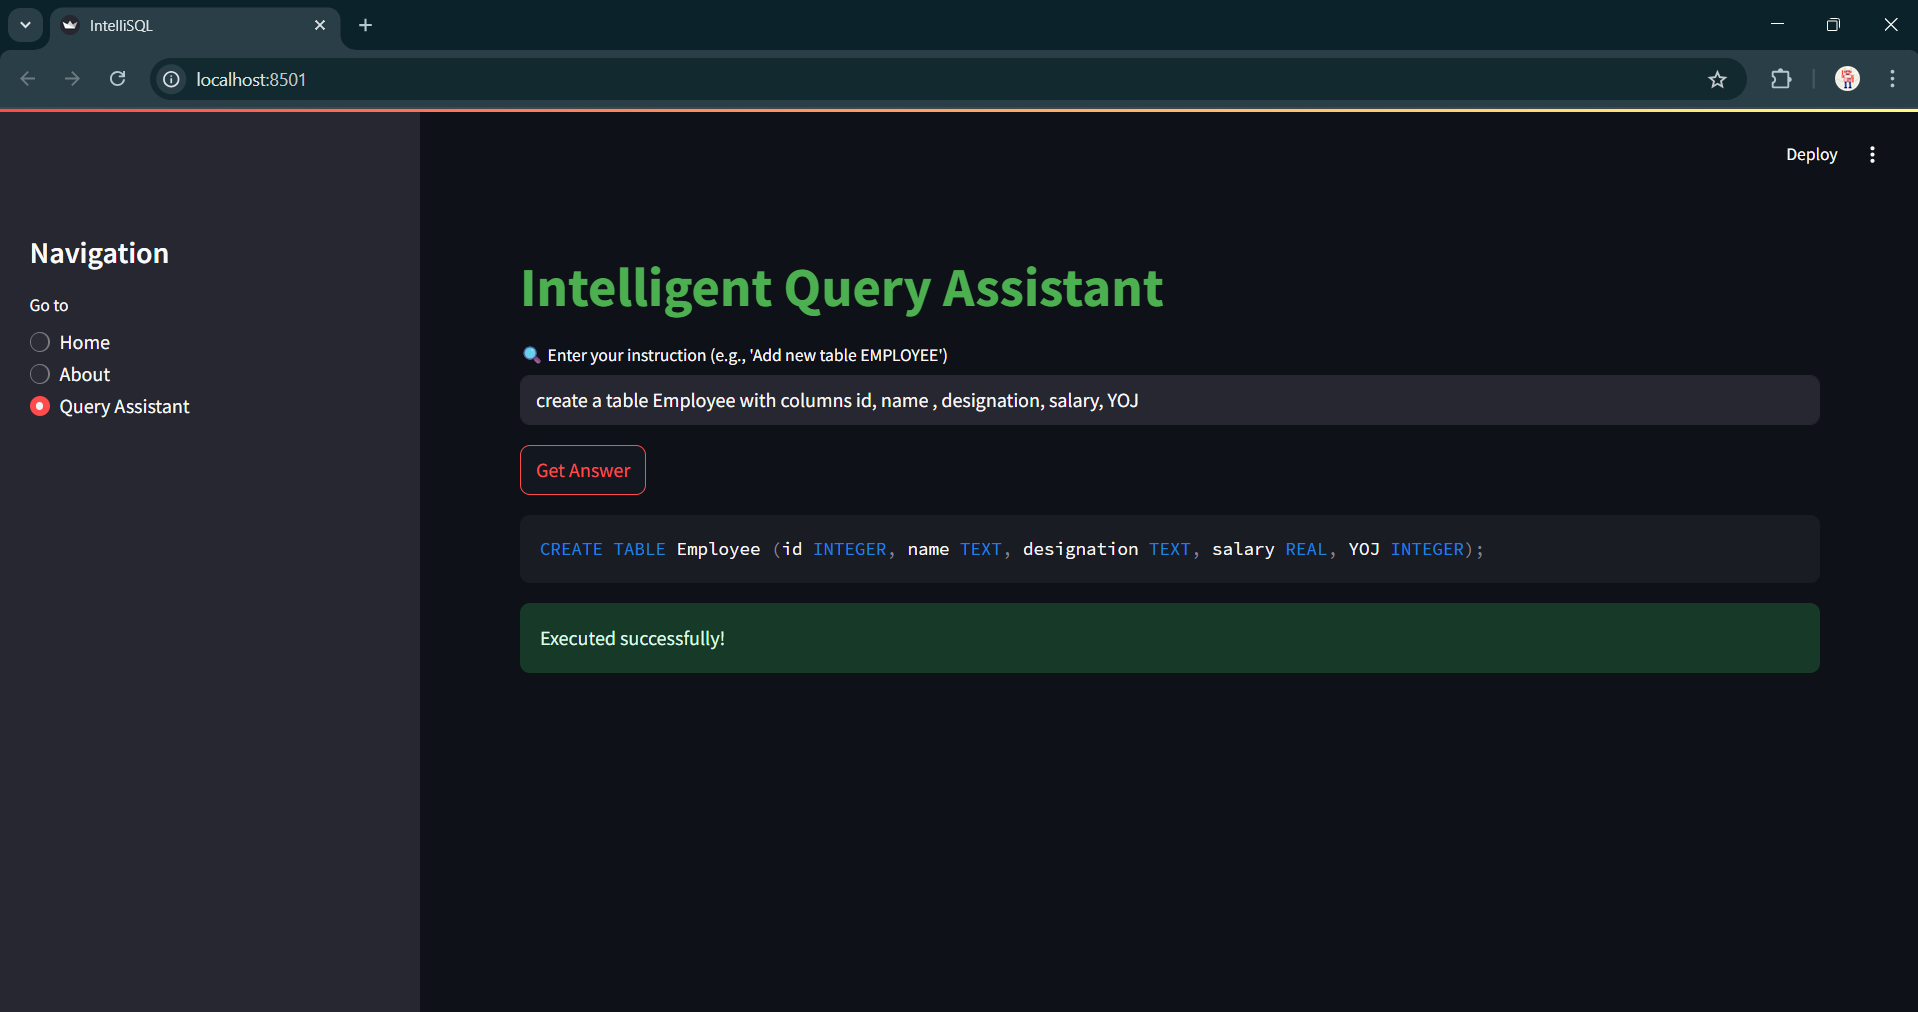 IntelliSQL
localhost:8501
Deploy
Navigation
Go to
Home
About
Query Assistant
Intelligent Query Assistant
Enter your instruction (e.g., 'Add new table EMPLOYEE')
create a table Employee with columns id, name , designation, salary, YOJ
Get Answer
CREATE TABLE Employee (id INTEGER, name TEXT, designation TEXT, salary REAL, YOJ INTEGER);
Executed successfully!